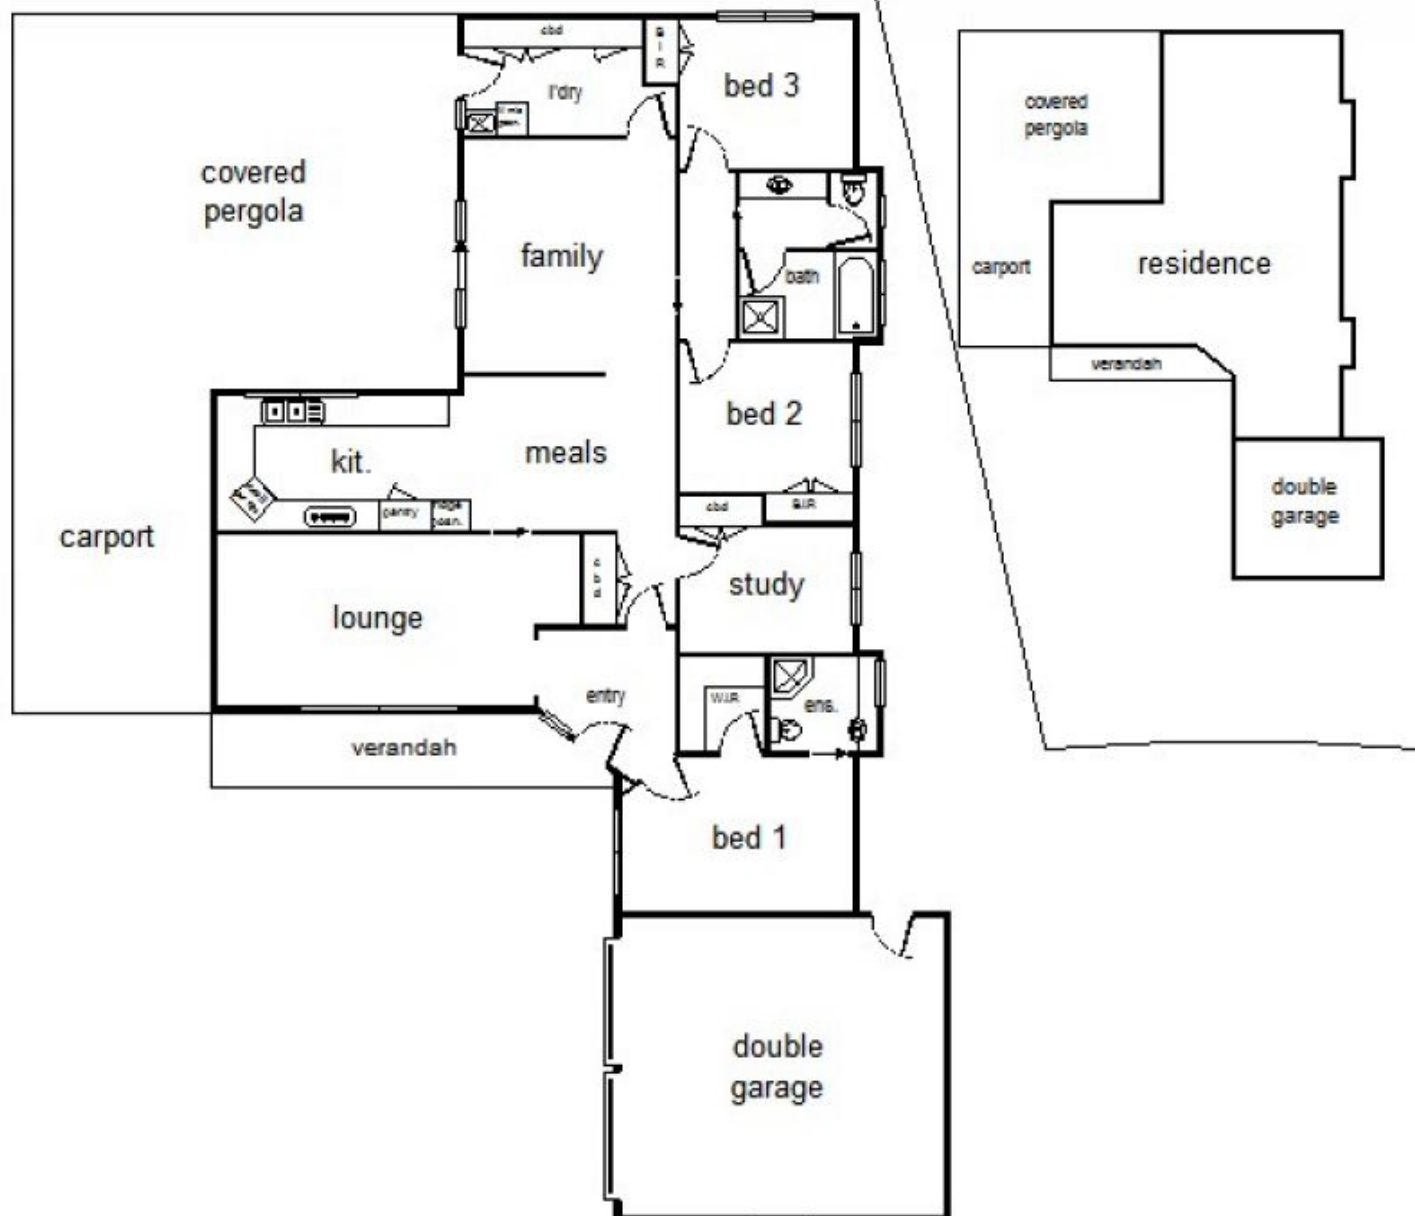 cbd
B
I
R
bed 3
l'dry
covered
pergola
family
bath
bed 2
meals
kit.
pantry
cbd
B.I.R
carport
study
lounge
entry
W.I.R
ens.
verandah
bed 1
double
garage
covered
pergola
carport
residence
verandah
double
garage